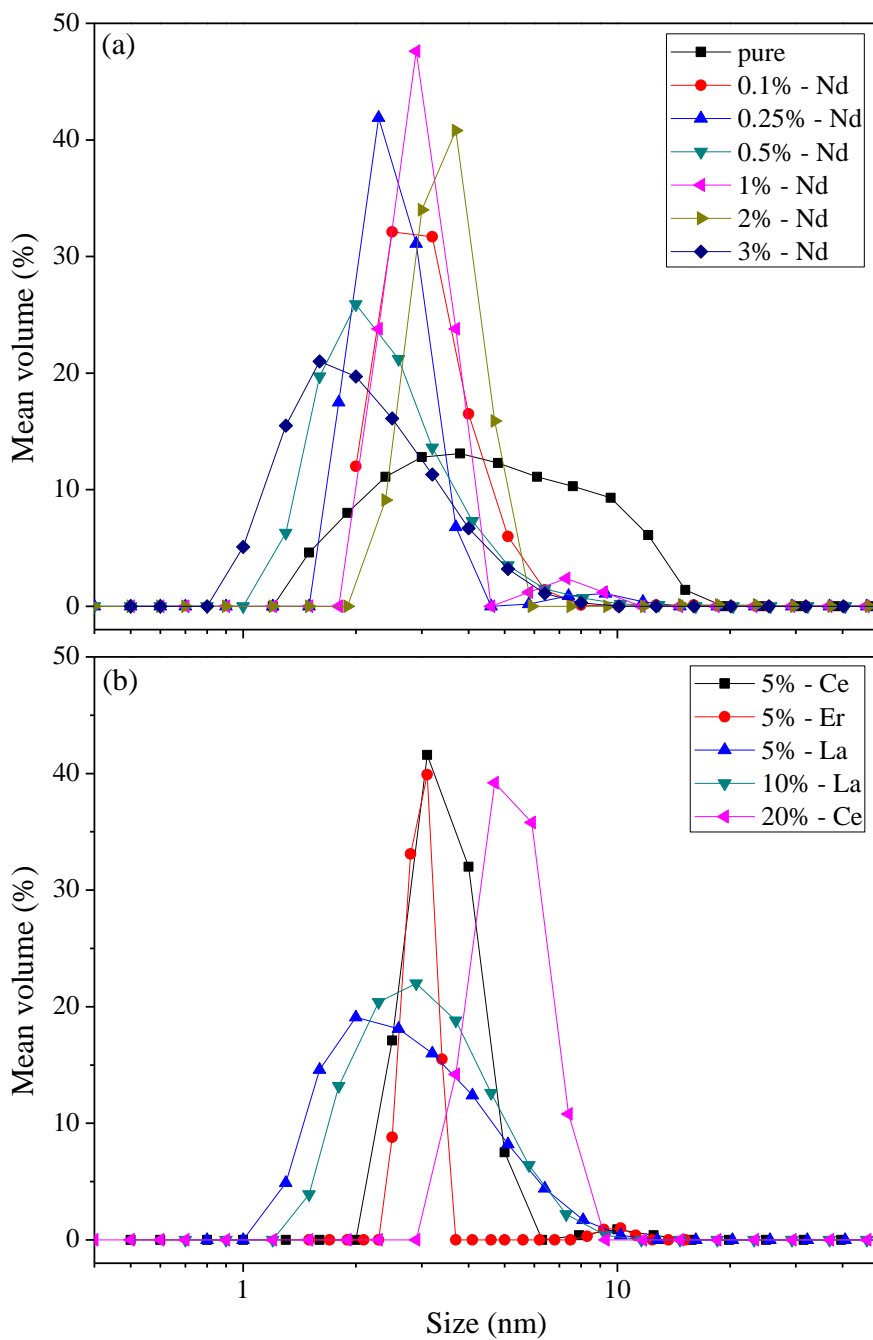 (a)
50
40
30
20
10
0
Mean volume (%)
pure
0.1% - Nd
0.25% - Nd
0.5% - Nd
1% - Nd
2% - Nd
3% - Nd
(b)
50
40
30
20
10
0
Mean volume (%)
5% - Ce
5% - Er
5% - La
10% - La
20% - Ce
1
10
Size (nm)